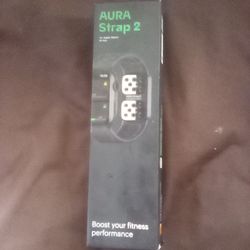 AURA
Strap 2
Boost your fitness
performance